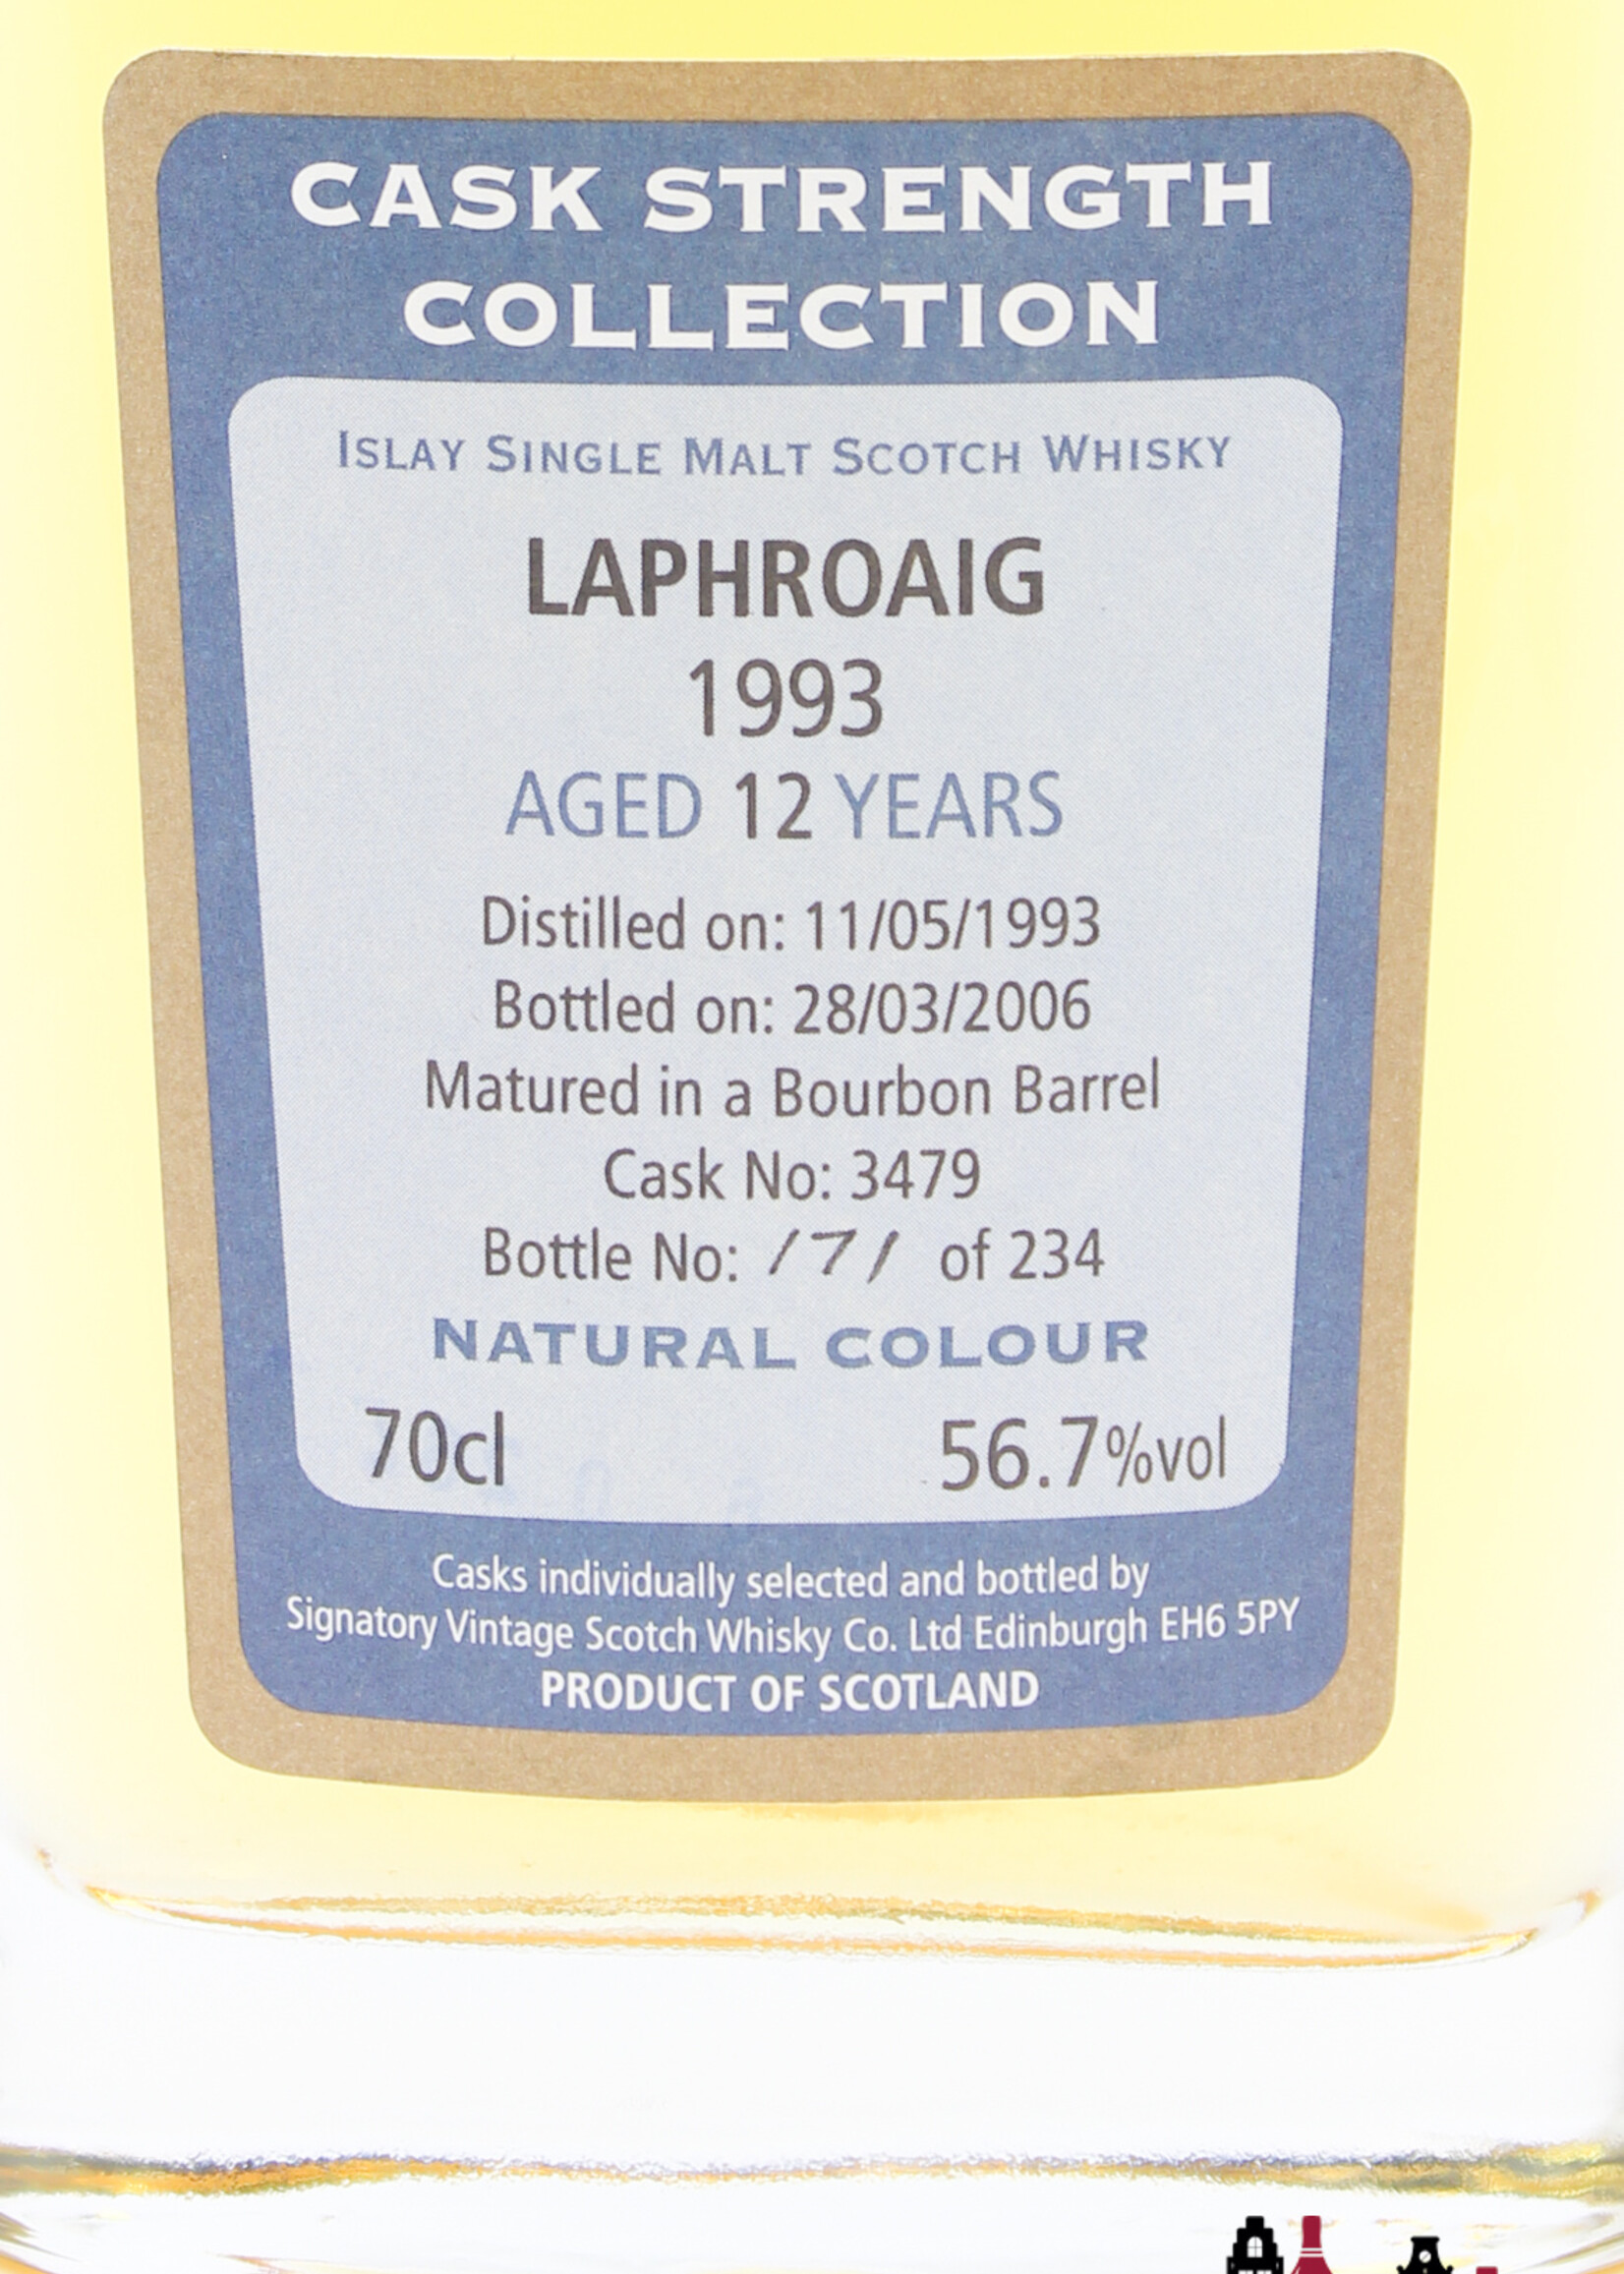 CASK STRENGTH
COLLECTION
ISLAY SINGLE MALT SCOTCH WHISKY
LAPHROAIG
1993
AGED 12 YEARS
Distilled on: 11/05/1993
Bottled on: 28/03/2006
Matured in a Bourbon Barrel
Cask No: 3479
Bottle No: 171 of 234
NATURAL COLOUR
70cl 56.7%vol
Casks individually selected and bottled by
Signatory Vintage Scotch Whisky Co. Ltd Edinburgh EH6 5PY
PRODUCT OF SCOTLAND